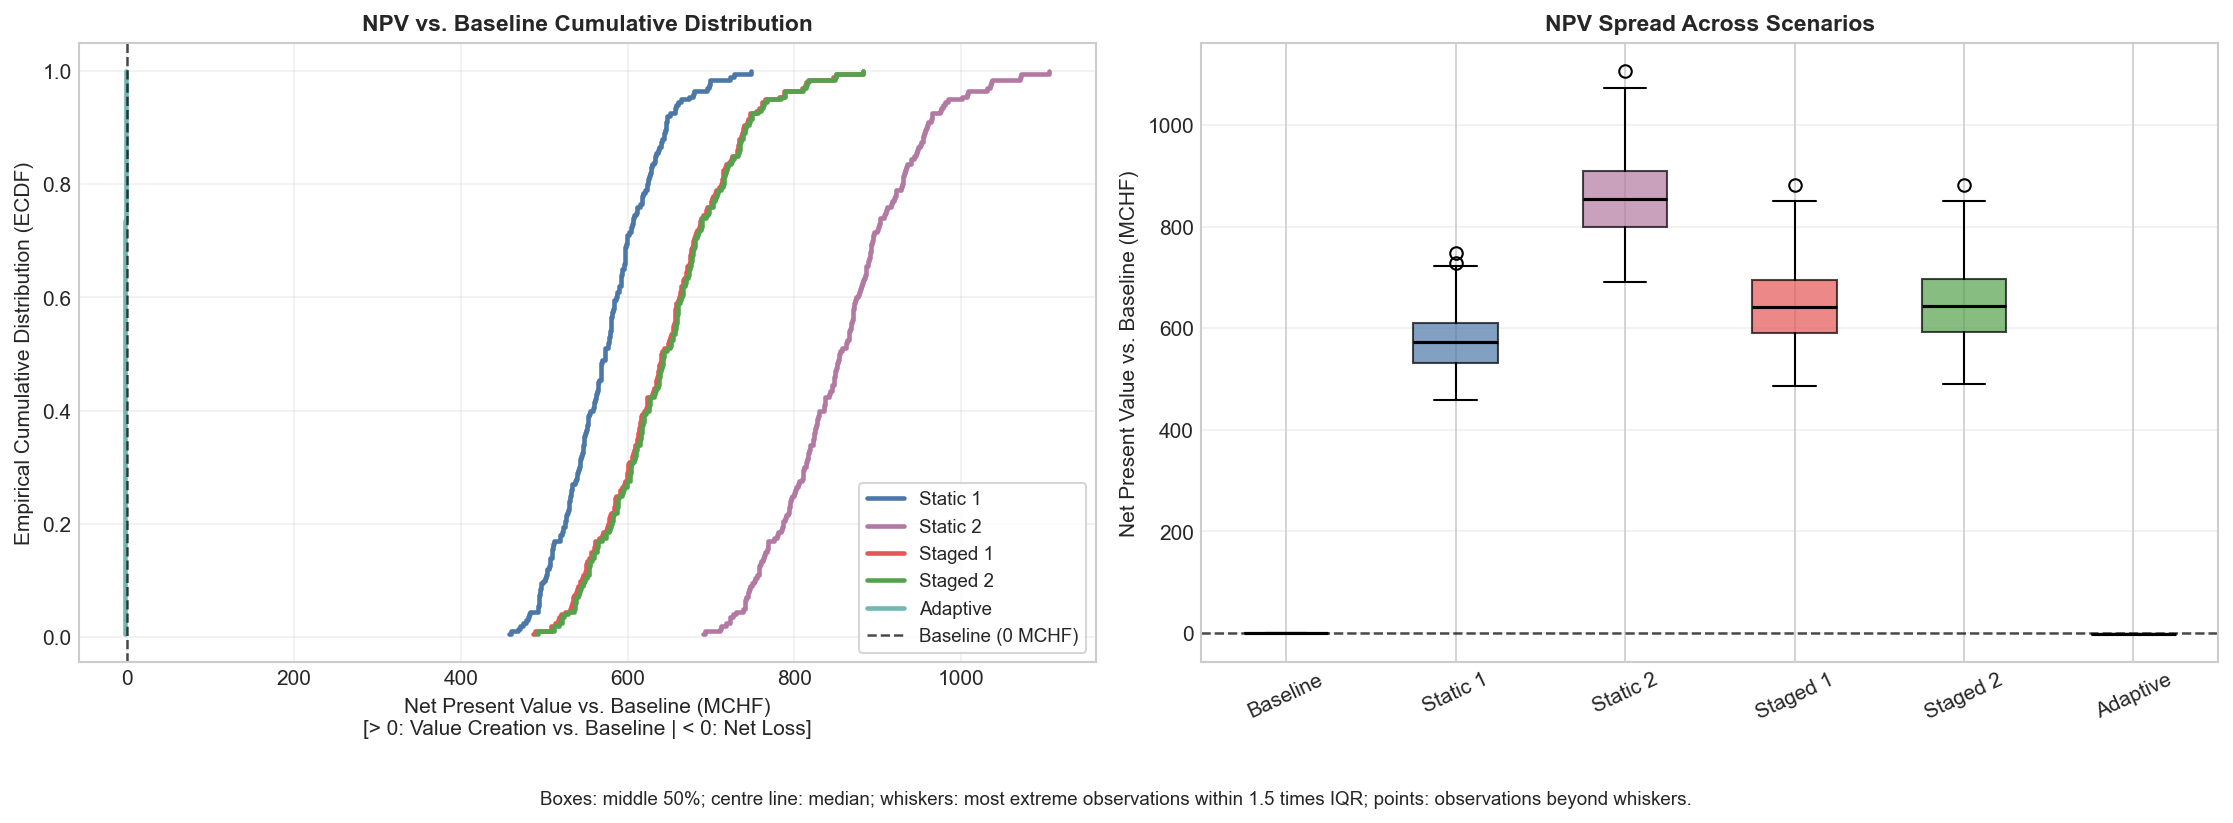 NPV vs. Baseline Cumulative Distribution
Empirical Cumulative Distribution (ECDF)
1.0
0.8
0.6
0.4
0.2
0.0
0
200
400
600
800
1000
Static 1
Static 2
Staged 1
Staged 2
Adaptive
Baseline (0 MCHF)
Net Present Value vs. Baseline (MCHF)
[> 0: Value Creation vs. Baseline | < 0: Net Loss]
NPV Spread Across Scenarios
Net Present Value vs. Baseline (MCHF)
1000
800
600
400
200
0
Baseline
Static 1
Static 2
Staged 1
Staged 2
Adaptive
Boxes: middle 50%; centre line: median; whiskers: most extreme observations within 1.5 times IQR; points: observations beyond whiskers.